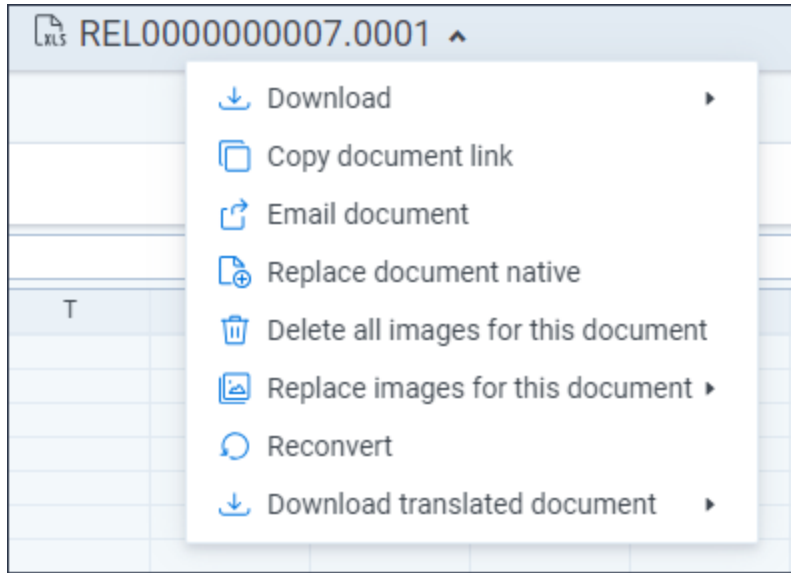 XLS REL0000000007.0001
Download
Copy document link
Email document
Replace document native
T
Delete all images for this document
Replace images for this document
Reconvert
Download translated document